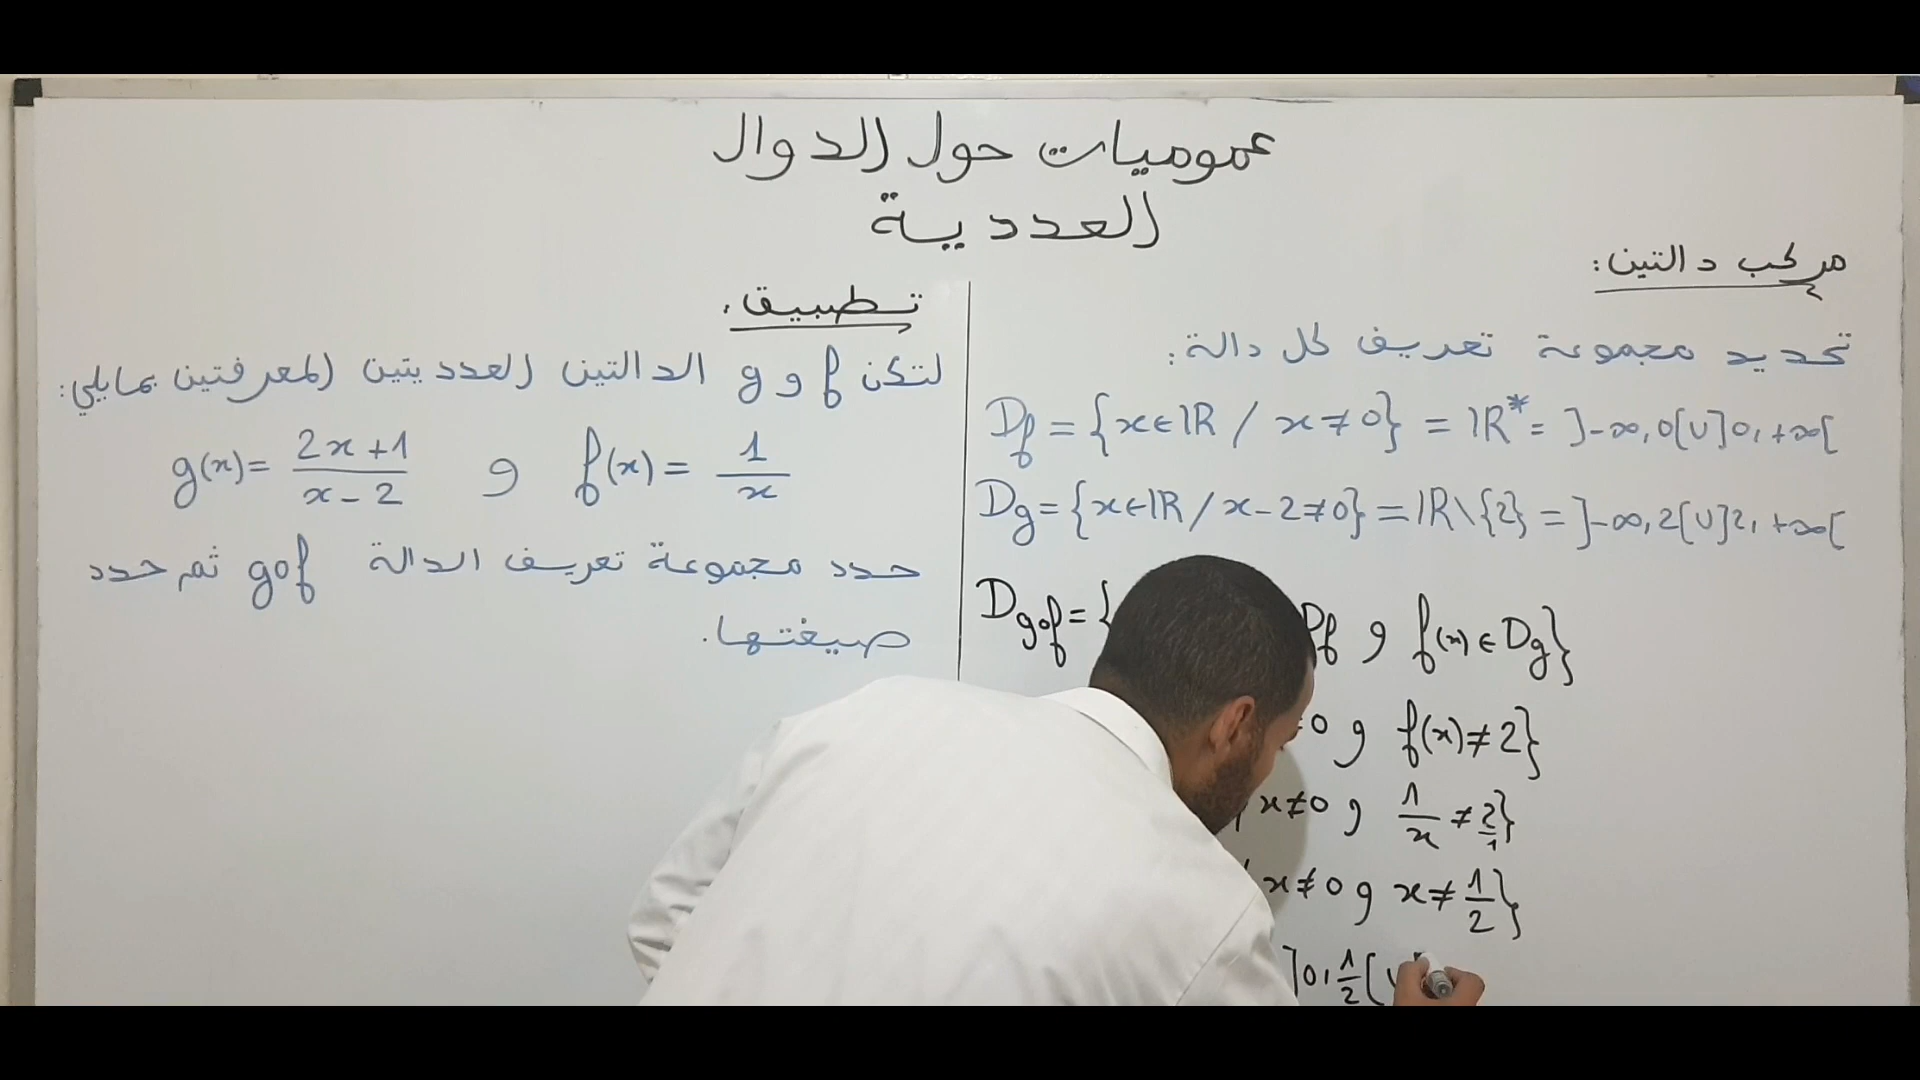 عموميات حول الدوال
العددية
مركب دالتين:
تحديد مجموعة تعريف كل دالة:
Df = {x∈IR / x≠0} = IR* = ]-∞,0[U]0,+∞[
Dg = {x∈IR / x-2≠0} = IR\{2} = ]-∞,2[U]2,+∞[
Dgof = { Df و f(x)∈Dg}
≠0 و f(x)≠2}
x≠0 و 1/x ≠ 2/1}
/ x≠0 و x≠1/2}
]0,1/2[U
تطبيق:
لتكن f و g الدالتين العدديتين المعرفتين بمايلي:
f(x) = 1/x و g(x) = (2x+1)/(x-2)
حدد مجموعة تعريف الدالة gof ثم حدد
صيغتها.